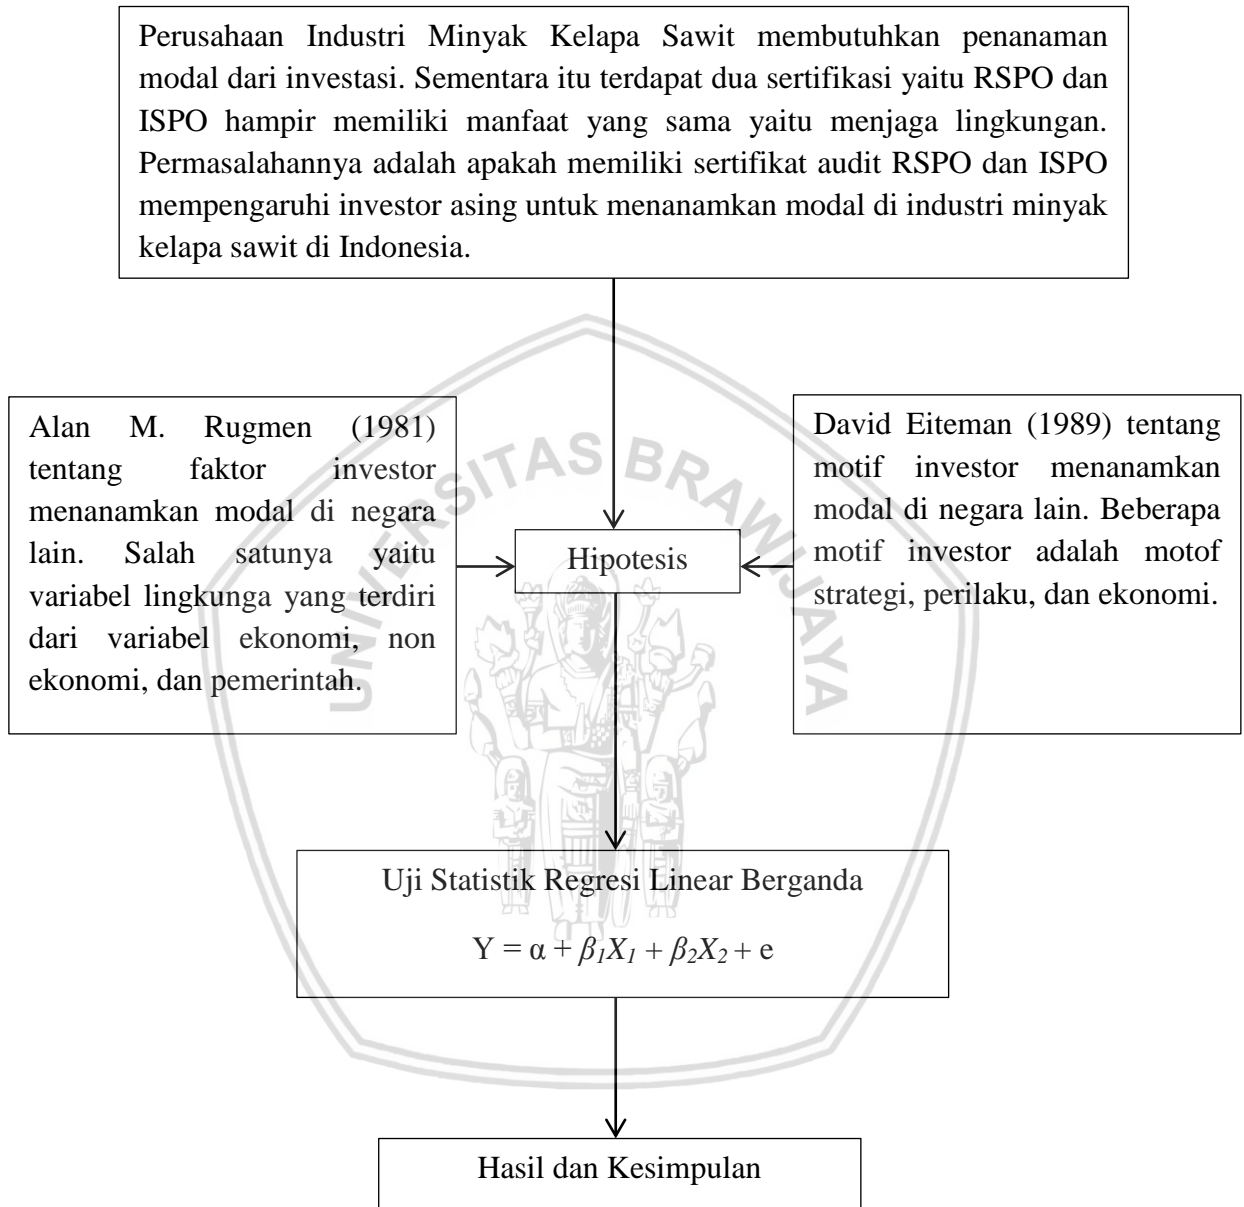 Perusahaan Industri Minyak Kelapa Sawit membutuhkan penanaman
modal dari investasi. Sementara itu terdapat dua sertifikasi yaitu RSPO dan
ISPO hampir memiliki manfaat yang sama yaitu menjaga lingkungan.
Permasalahannya adalah apakah memiliki sertifikat audit RSPO dan ISPO
mempengaruhi investor asing untuk menanamkan modal di industri minyak
kelapa sawit di Indonesia.
Alan M. Rugmen (1981)
tentang faktor investor
menanamkan modal di negara
lain. Salah satunya yaitu
variabel lingkunga yang terdiri
dari variabel ekonomi, non
ekonomi, dan pemerintah.
UNIVERSITAS BRAWIJAYA
Hipotesis
David Eiteman (1989) tentang
motif investor menanamkan
modal di negara lain. Beberapa
motif investor adalah motof
strategi, perilaku, dan ekonomi.
Uji Statistik Regresi Linear Berganda
Y = α + β1X1 + β2X2 + e
Hasil dan Kesimpulan